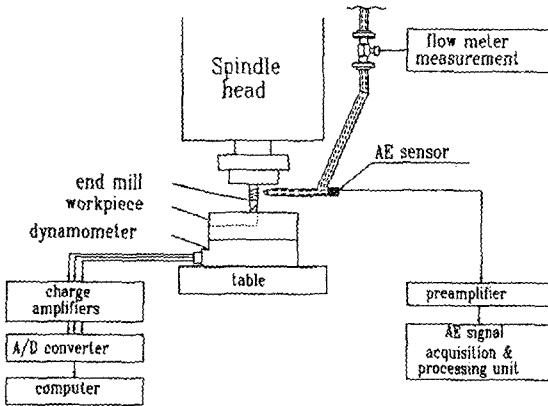 flow meter
measurement
Spindle
head
AE sensor
end mill
workpiece
dynamometer
table
charge
amplifiers
A/D converter
computer
preamplifier
AE signal
acquisition &
processing unit